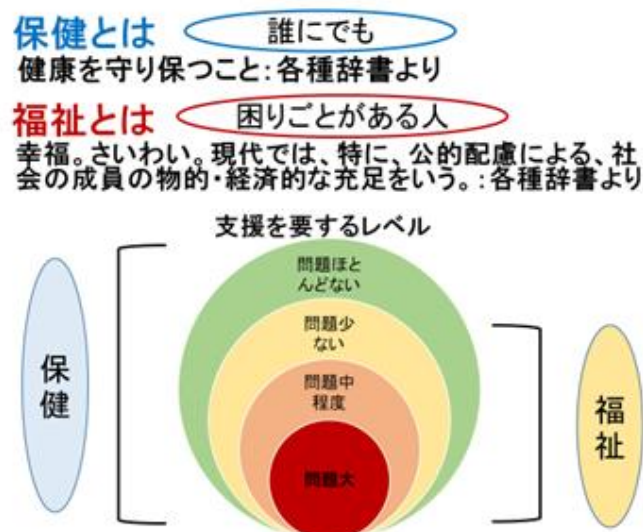 保健とは 誰にでも
健康を守り保つこと：各種辞書より
福祉とは 困りごとがある人
幸福。さいわい。現代では、特に、公的配慮による、社
会の成員の物的・経済的な充足をいう。：各種辞書より
支援を要するレベル
問題ほと
んどない
問題少
ない
問題中
程度
問題大
保健
福祉